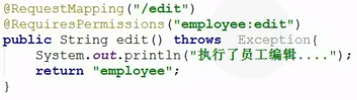 @RequestMapping("/edit")
@RequiresPermissions("employee:edit")
public String edit() throws  Exception{
    System.out.println("执行了员工编辑....");
    return "employee";
}